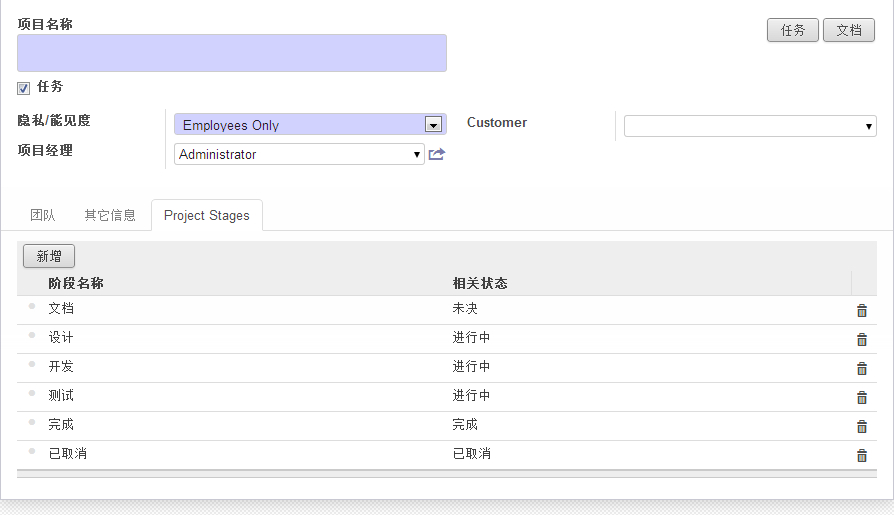 项目名称
任务 文档
任务
隐私/能见度 Employees Only Customer
项目经理 Administrator
团队 其它信息 Project Stages
新增
阶段名称 相关状态
文档 未决
设计 进行中
开发 进行中
测试 进行中
完成 完成
已取消 已取消